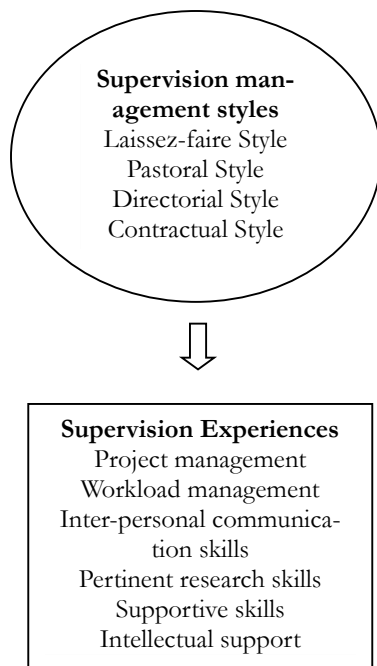 Supervision man-
agement styles
Laissez-faire Style
Pastoral Style
Directorial Style
Contractual Style
Supervision Experiences
Project management
Workload management
Inter-personal communica-
tion skills
Pertinent research skills
Supportive skills
Intellectual support